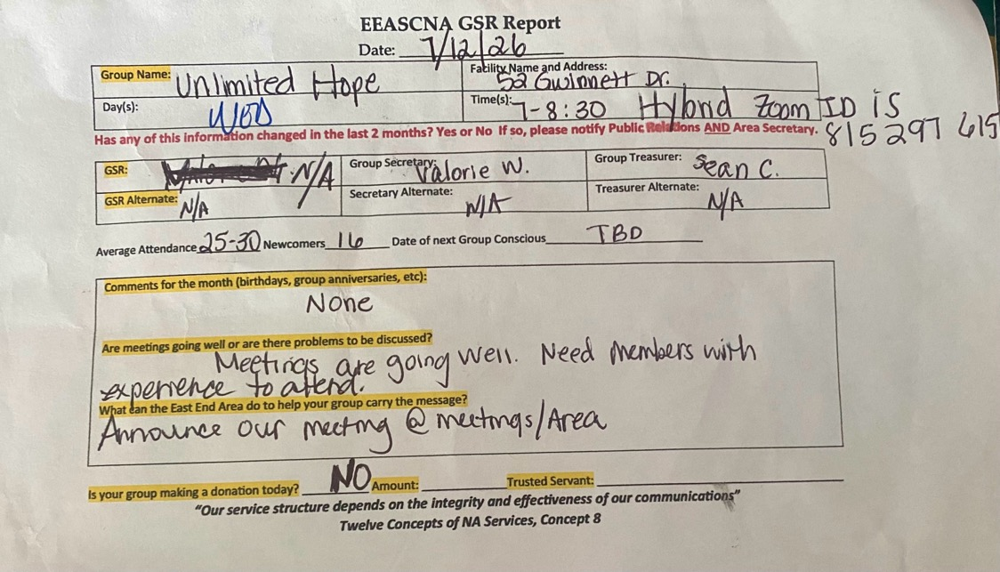 EEASCNA GSR Report
Date: 7/12/26
Group Name: Unlimited Hope
Facility Name and Address: 52 Gwinnett Dr.
Day(s): WED
Time(s): 7-8:30 Hybrid Zoom ID is
815 297 615
Has any of this information changed in the last 2 months? Yes or No If so, please notify Public Relations AND Area Secretary.
GSR: N/A
Group Secretary: Valorie W.
Group Treasurer: Sean C.
GSR Alternate: N/A
Secretary Alternate: N/A
Treasurer Alternate: N/A
Average Attendance 25-30 Newcomers 16 Date of next Group Conscious TBD
Comments for the month (birthdays, group anniversaries, etc):
None
Are meetings going well or are there problems to be discussed?
Meetings are going well. Need members with
experience to attend.
What can the East End Area do to help your group carry the message?
Announce our meeting @ meetings/Area
Is your group making a donation today? NO Amount: Trusted Servant:
"Our service structure depends on the integrity and effectiveness of our communications"
Twelve Concepts of NA Services, Concept 8